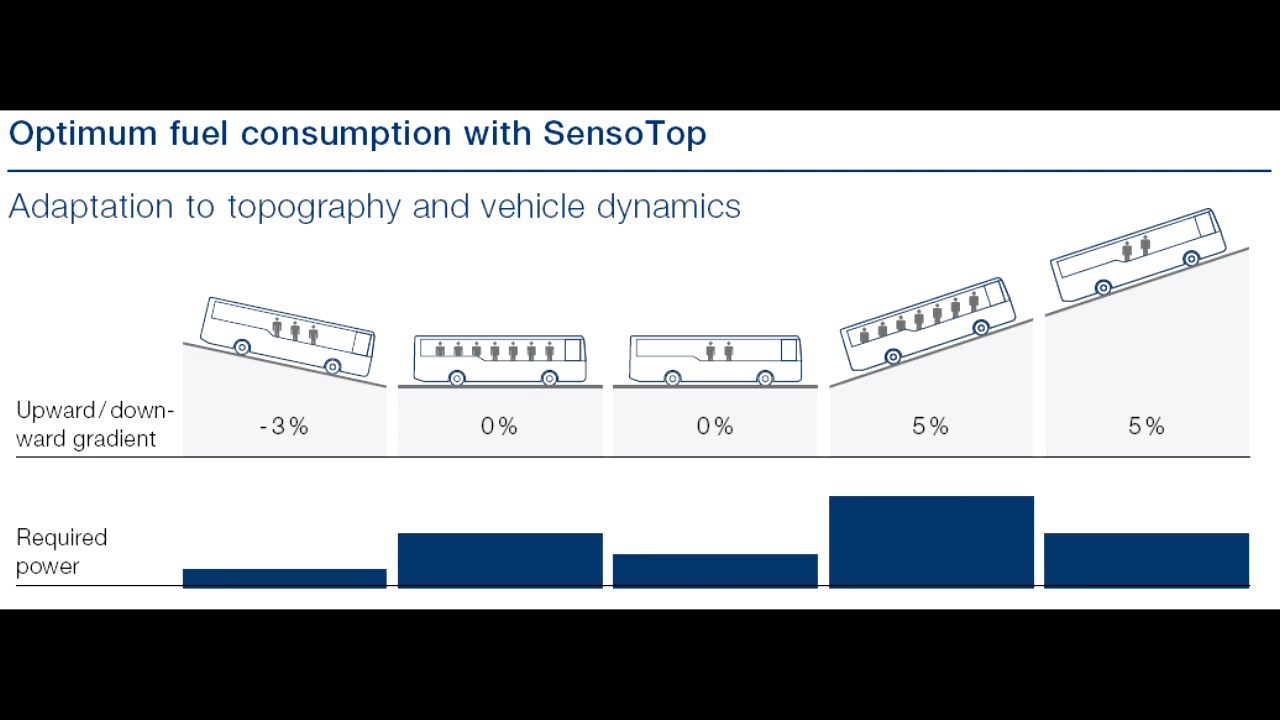 Optimum fuel consumption with SensoTop
Adaptation to topography and vehicle dynamics
Upward/down-
ward gradient
-3%
0%
0%
5%
5%
Required
power